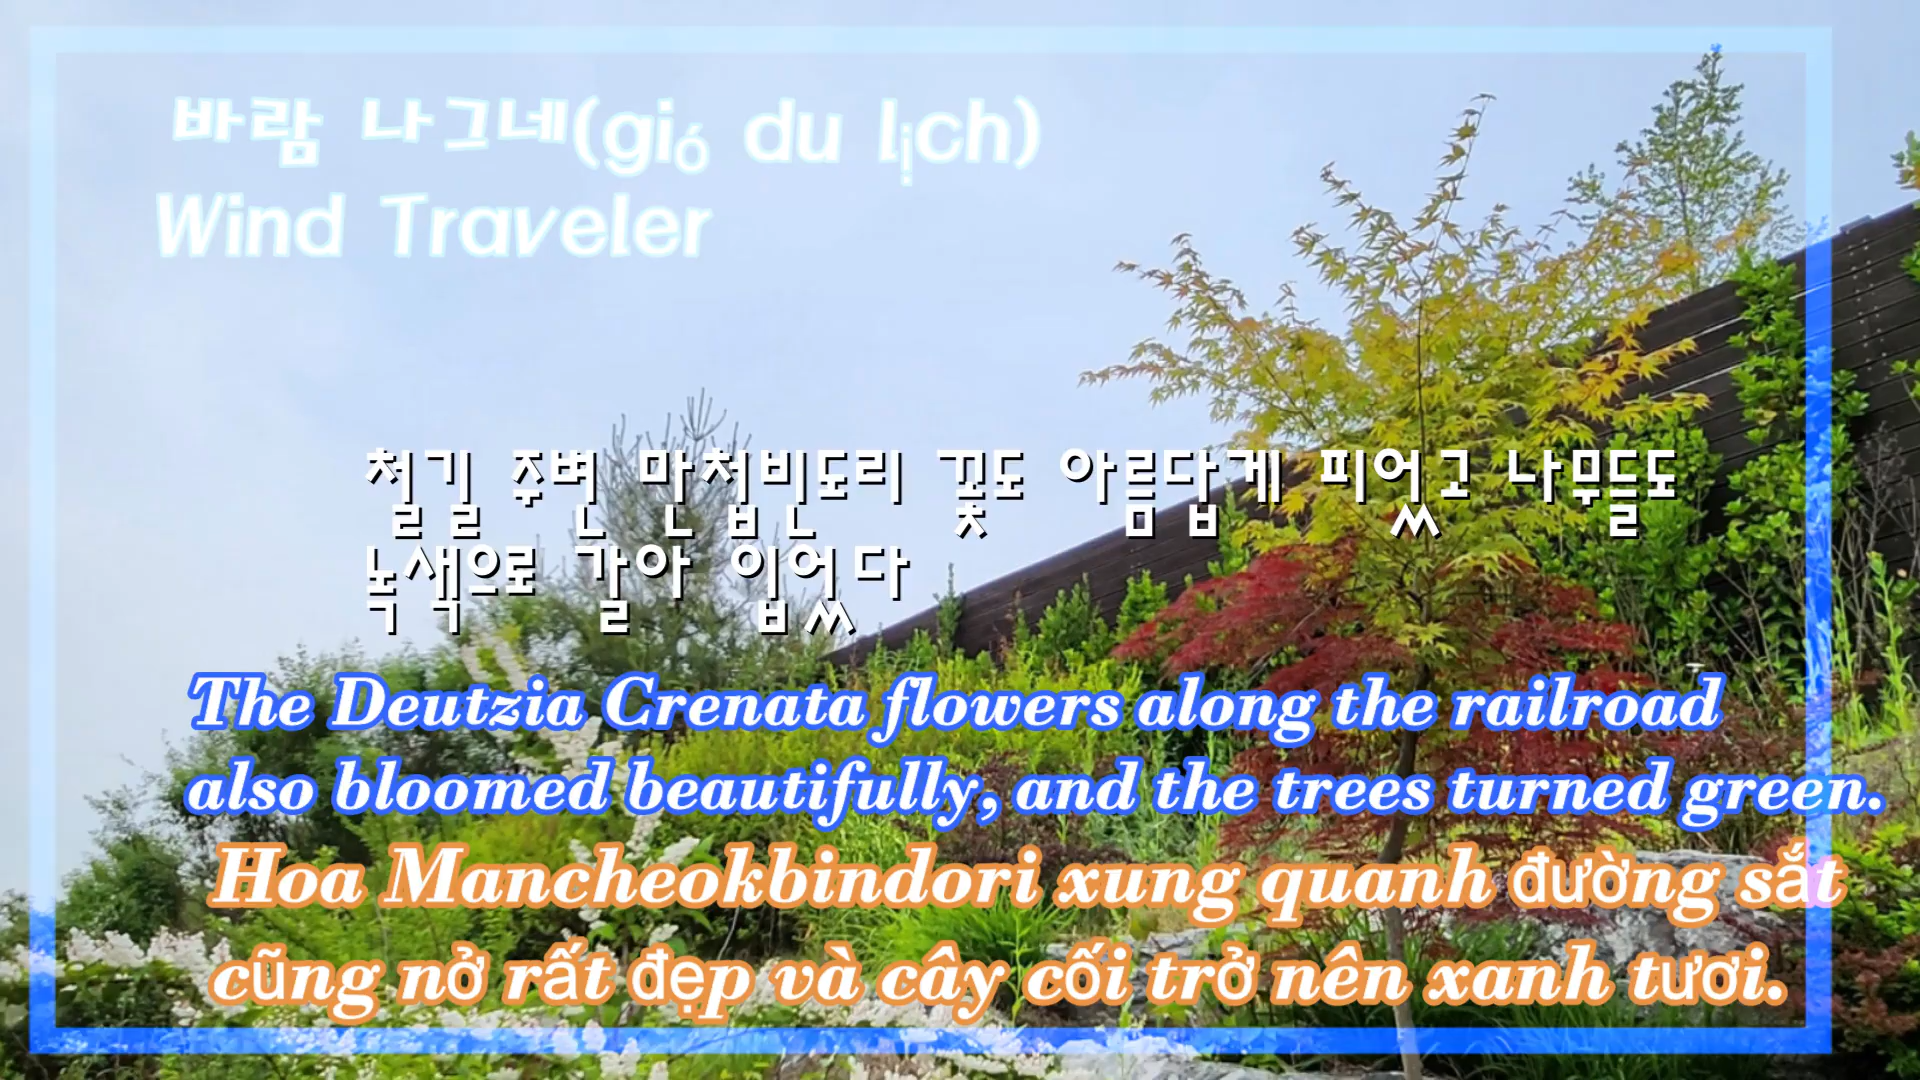 바람 나그네(gió du lịch)
Wind Traveler
철길 주변 만첩빈도리 꽃도 아름답게 피었고 나무들도
녹색으로 갈아 입었다
The Deutzia Crenata flowers along the railroad
also bloomed beautifully, and the trees turned green.
Hoa Mancheokbindori xung quanh đường sắt
cũng nở rất đẹp và cây cối trở nên xanh tươi.